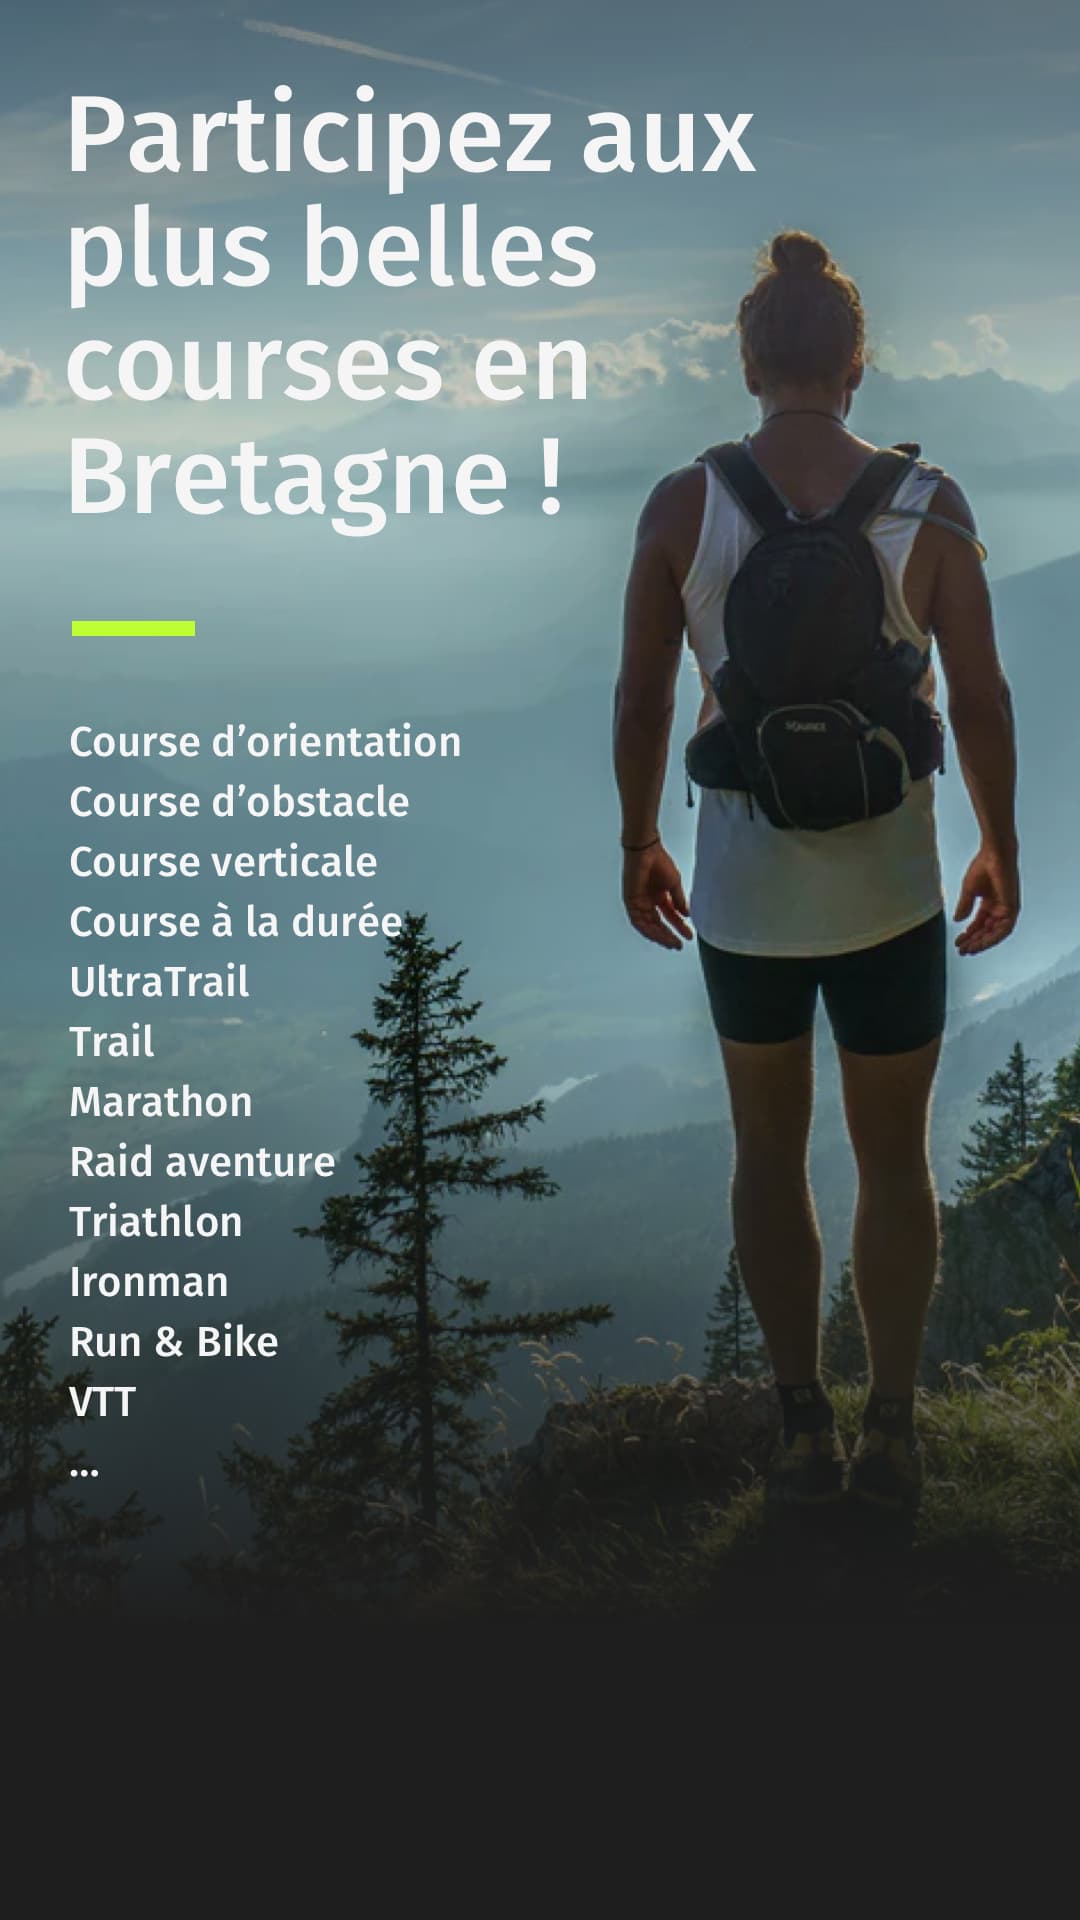 Participez aux
plus belles
courses en
Bretagne !
SOURCE
Course d’orientation
Course d’obstacle
Course verticale
Course à la durée
UltraTrail
Trail
Marathon
Raid aventure
Triathlon
Ironman
Run & Bike
VTT
...